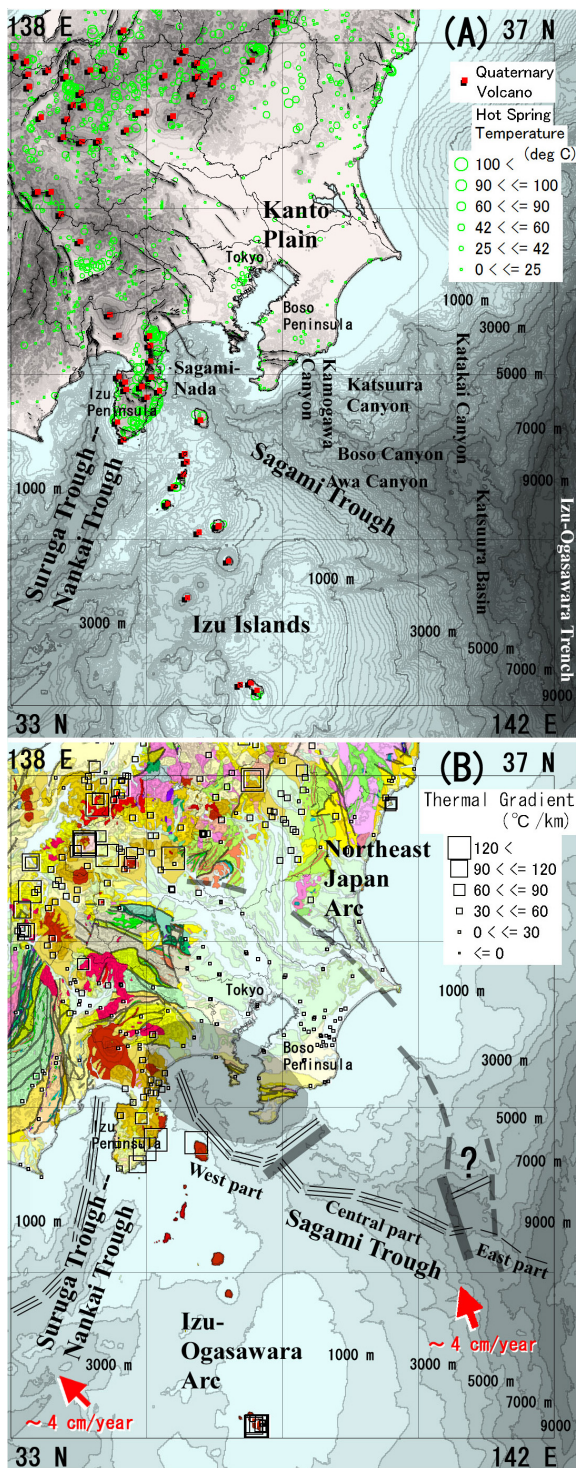 138 E
(A)
37 N
Quaternary
Volcano
Hot Spring
Temperature
(deg C)
100 <
90 < <= 100
60 < <= 90
42 < <= 60
25 < <= 42
0 < <= 25
Kanto
Plain
Tokyo
Boso
Peninsula
1000 m
3000 m
5000 m
7000 m
9000 m
Sagami-
Nada
Izu
Peninsula
Kamogawa
Canyon
Katsuura
Canyon
Katakai Canyon
Boso Canyon
Awa Canyon
Sagami Trough
Katsuura Basin
Izu-Ogasawara Trench
Suruga Trough --
Nankai Trough
1000 m
3000 m
Izu Islands
1000 m
3000 m
5000 m
7000 m
9000 m
33 N
142 E
138 E
(B)
37 N
Thermal Gradient
(°C /km)
120 <
90 < <= 120
60 < <= 90
30 < <= 60
0 < <= 30
<= 0
Northeast
Japan
Arc
Tokyo
Boso
Peninsula
1000 m
3000 m
5000 m
7000 m
9000 m
Izu
Peninsula
?
West part
Central part
East part
Sagami Trough
Suruga Trough --
Nankai Trough
1000 m
3000 m
~ 4 cm/year
~ 4 cm/year
Izu-
Ogasawara
Arc
1000 m
3000 m
5000 m
7000 m
9000
33 N
142 E